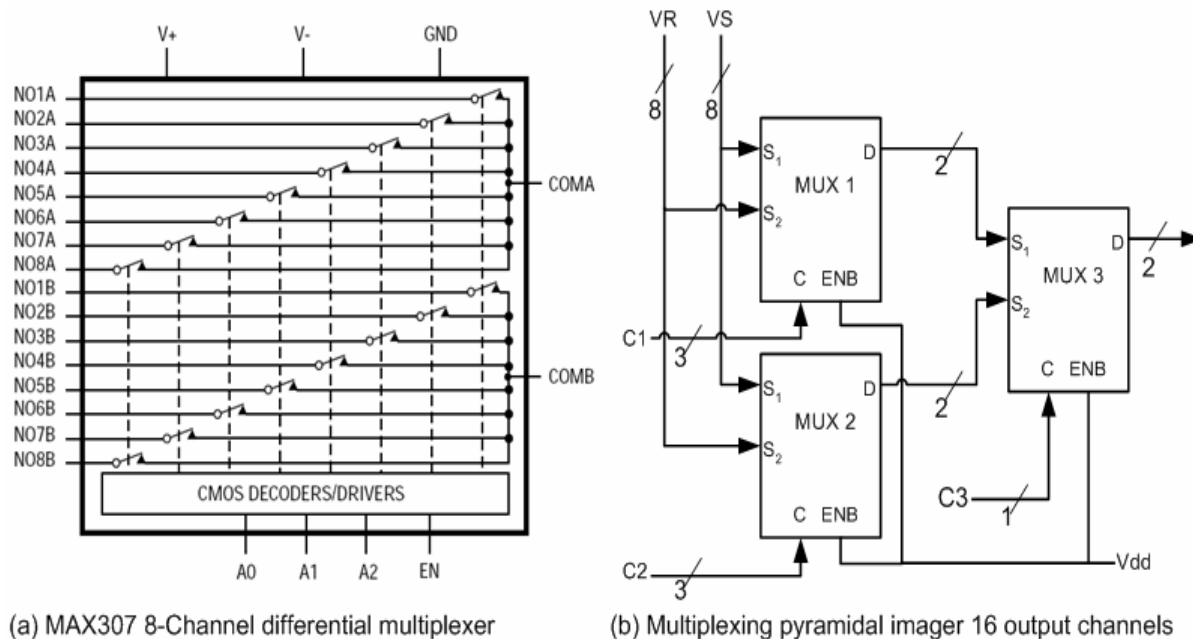 V+ V- GND
NO1A
NO2A
NO3A
NO4A
NO5A
NO6A
NO7A
NO8A
NO1B
NO2B
NO3B
NO4B
NO5B
NO6B
NO7B
NO8B
COMA
COMB
CMOS DECODERS/DRIVERS
A0 A1 A2 EN
(a) MAX307 8-Channel differential multiplexer
VR VS
8 8
S1 D
MUX 1
S2
C ENB
2
C1
3
S1 D
MUX 2
S2
C ENB
2
C2
3
S1 D
MUX 3
S2
C ENB
2
C3
1
Vdd
(b) Multiplexing pyramidal imager 16 output channels